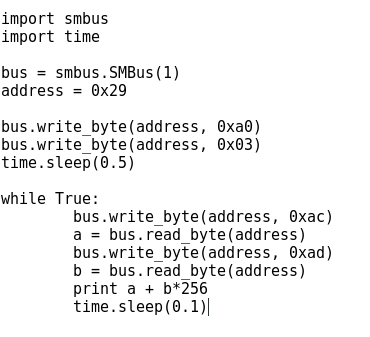 import smbus
import time

bus = smbus.SMBus(1)
address = 0x29

bus.write_byte(address, 0xa0)
bus.write_byte(address, 0x03)
time.sleep(0.5)

while True:
        bus.write_byte(address, 0xac)
        a = bus.read_byte(address)
        bus.write_byte(address, 0xad)
        b = bus.read_byte(address)
        print a + b*256
        time.sleep(0.1)